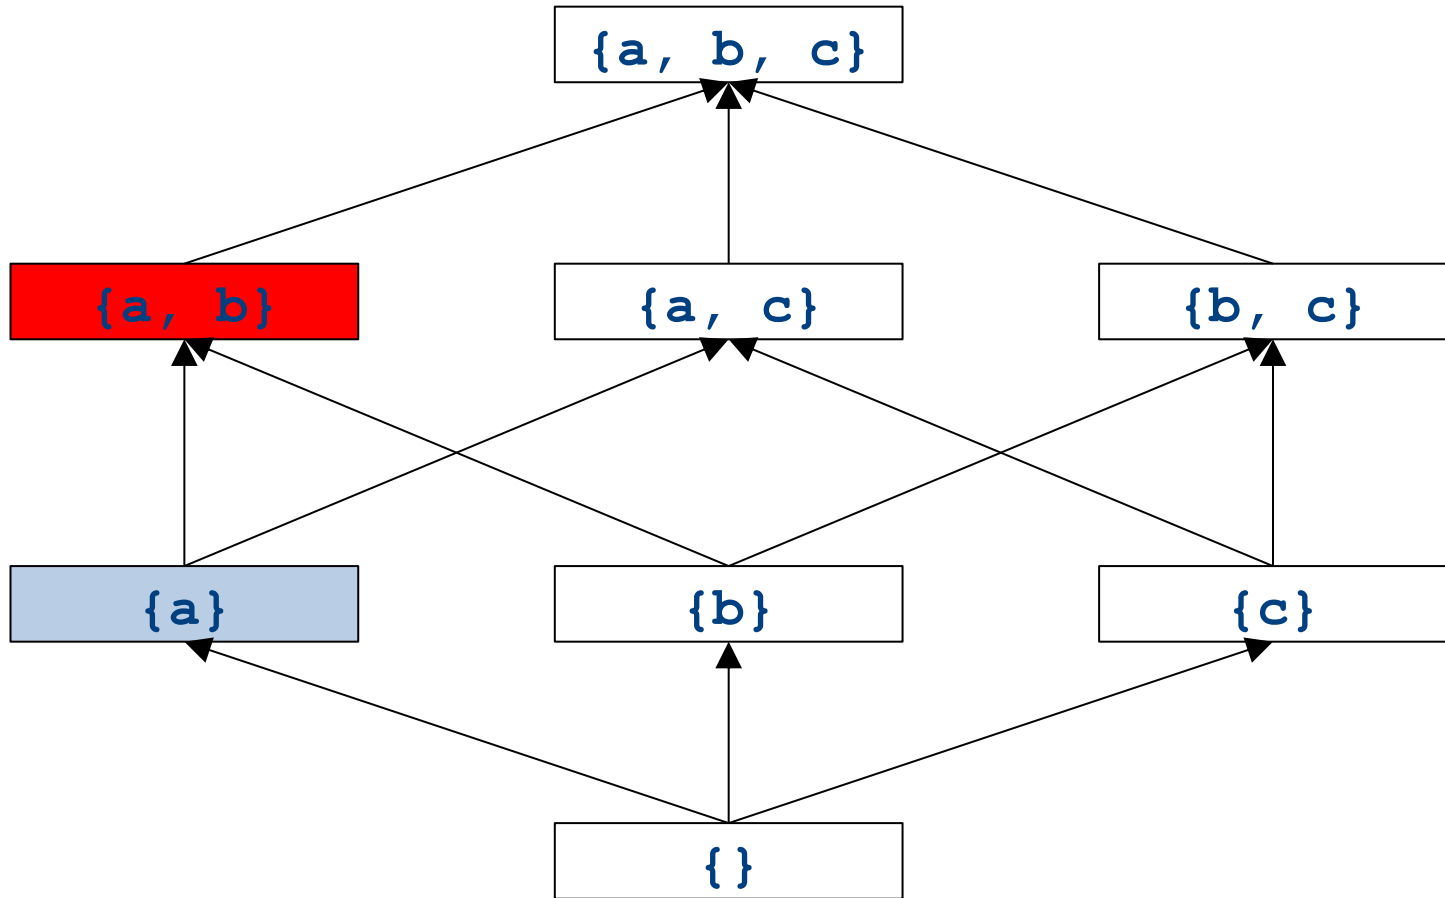 {a, b, c}
{a, b}
{a, c}
{b, c}
{a}
{b}
{c}
{}